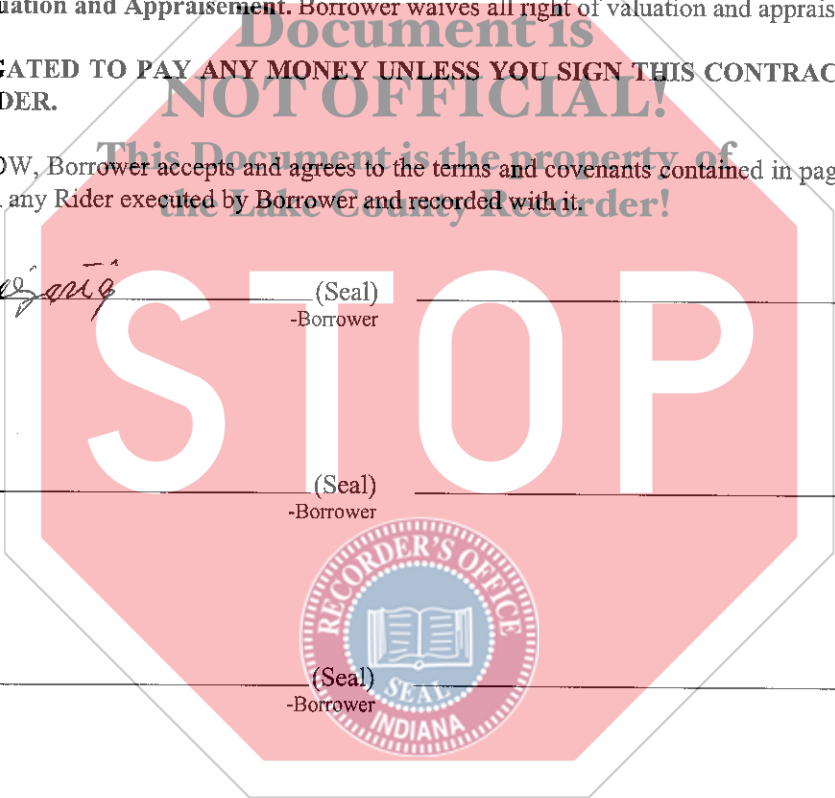 uation and Appraisement. Borrower waives all right of valuation and apprais
Document is
GATED TO PAY ANY MONEY UNLESS YOU SIGN THIS CONTRAC
DER.
NOT OFFICIAL!
This Document is the property of
OW, Borrower accepts and agrees to the terms and covenants contained in pag
any Rider executed by Borrower and recorded with it.
the Lake County Recorder!
(Seal)
-Borrower
STOP
(Seal)
-Borrower
RECORDER'S OFFICE
(Seal)
-Borrower
SEAL
INDIANA